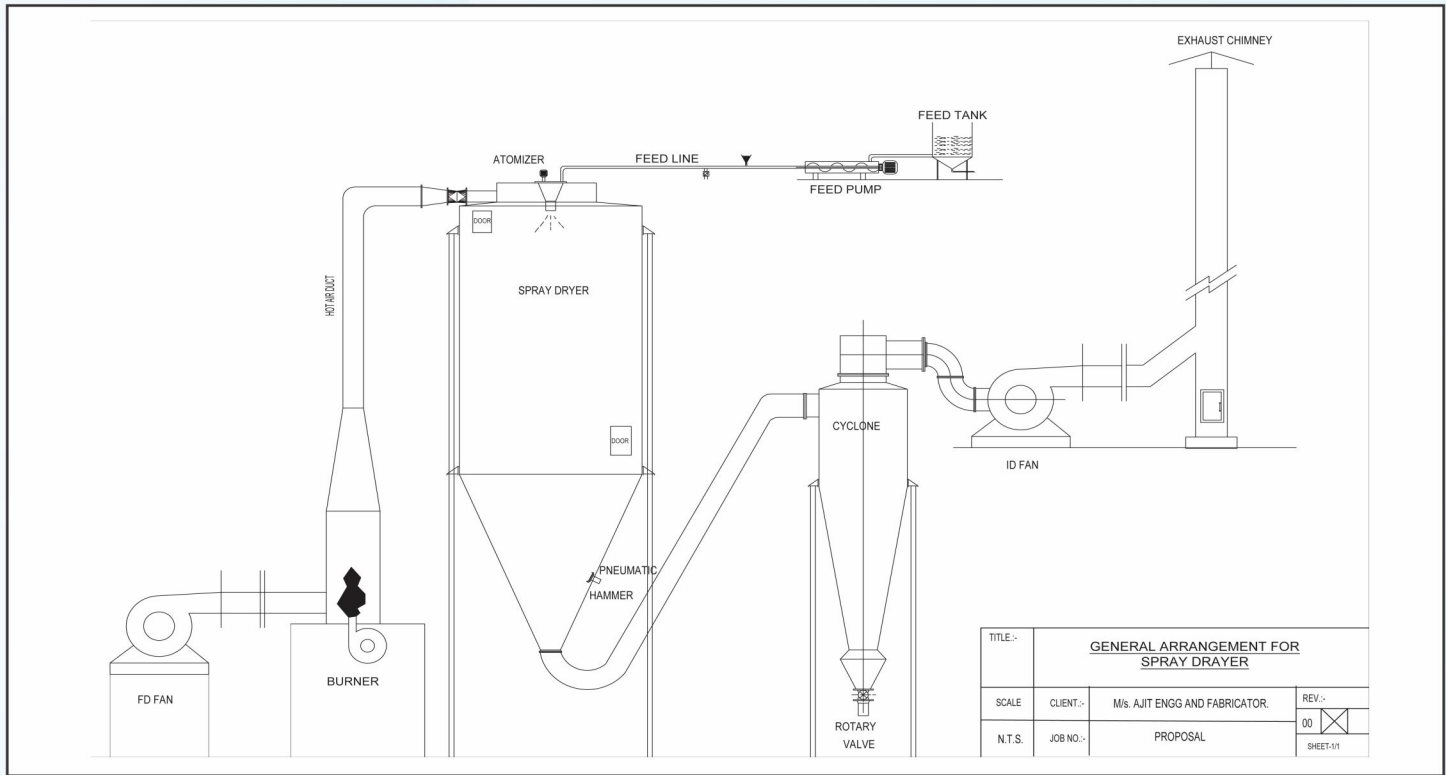 EXHAUST CHIMNEY
FEED TANK
ATOMIZER
FEED LINE
FEED PUMP
DOOR
HOT AIR DUCT
SPRAY DRYER
CYCLONE
DOOR
ID FAN
PNEUMATIC
HAMMER
BURNER
FD FAN
ROTARY
VALVE
TITLE.:-
GENERAL ARRANGEMENT FOR
SPRAY DRAYER
SCALE
CLIENT.:-
M/s. AJIT ENGG AND FABRICATOR.
REV.:-
00
N.T.S.
JOB NO.:-
PROPOSAL
SHEET-1/1